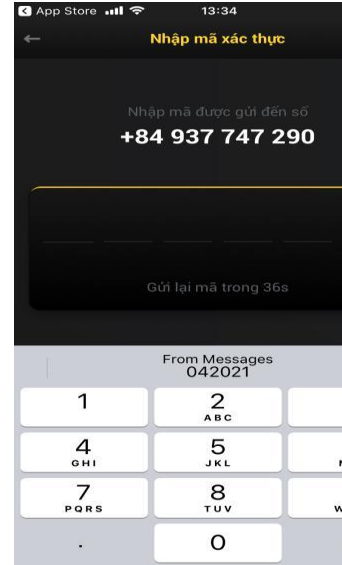 App Store 13:34
Nhập mã xác thực
Nhập mã được gửi đến số
+84 937 747 290
Gửi lại mã trong 36s
From Messages
042021
1 2
ABC
4 5
GHI JKL
7 8
PQRS TUV W
. 0